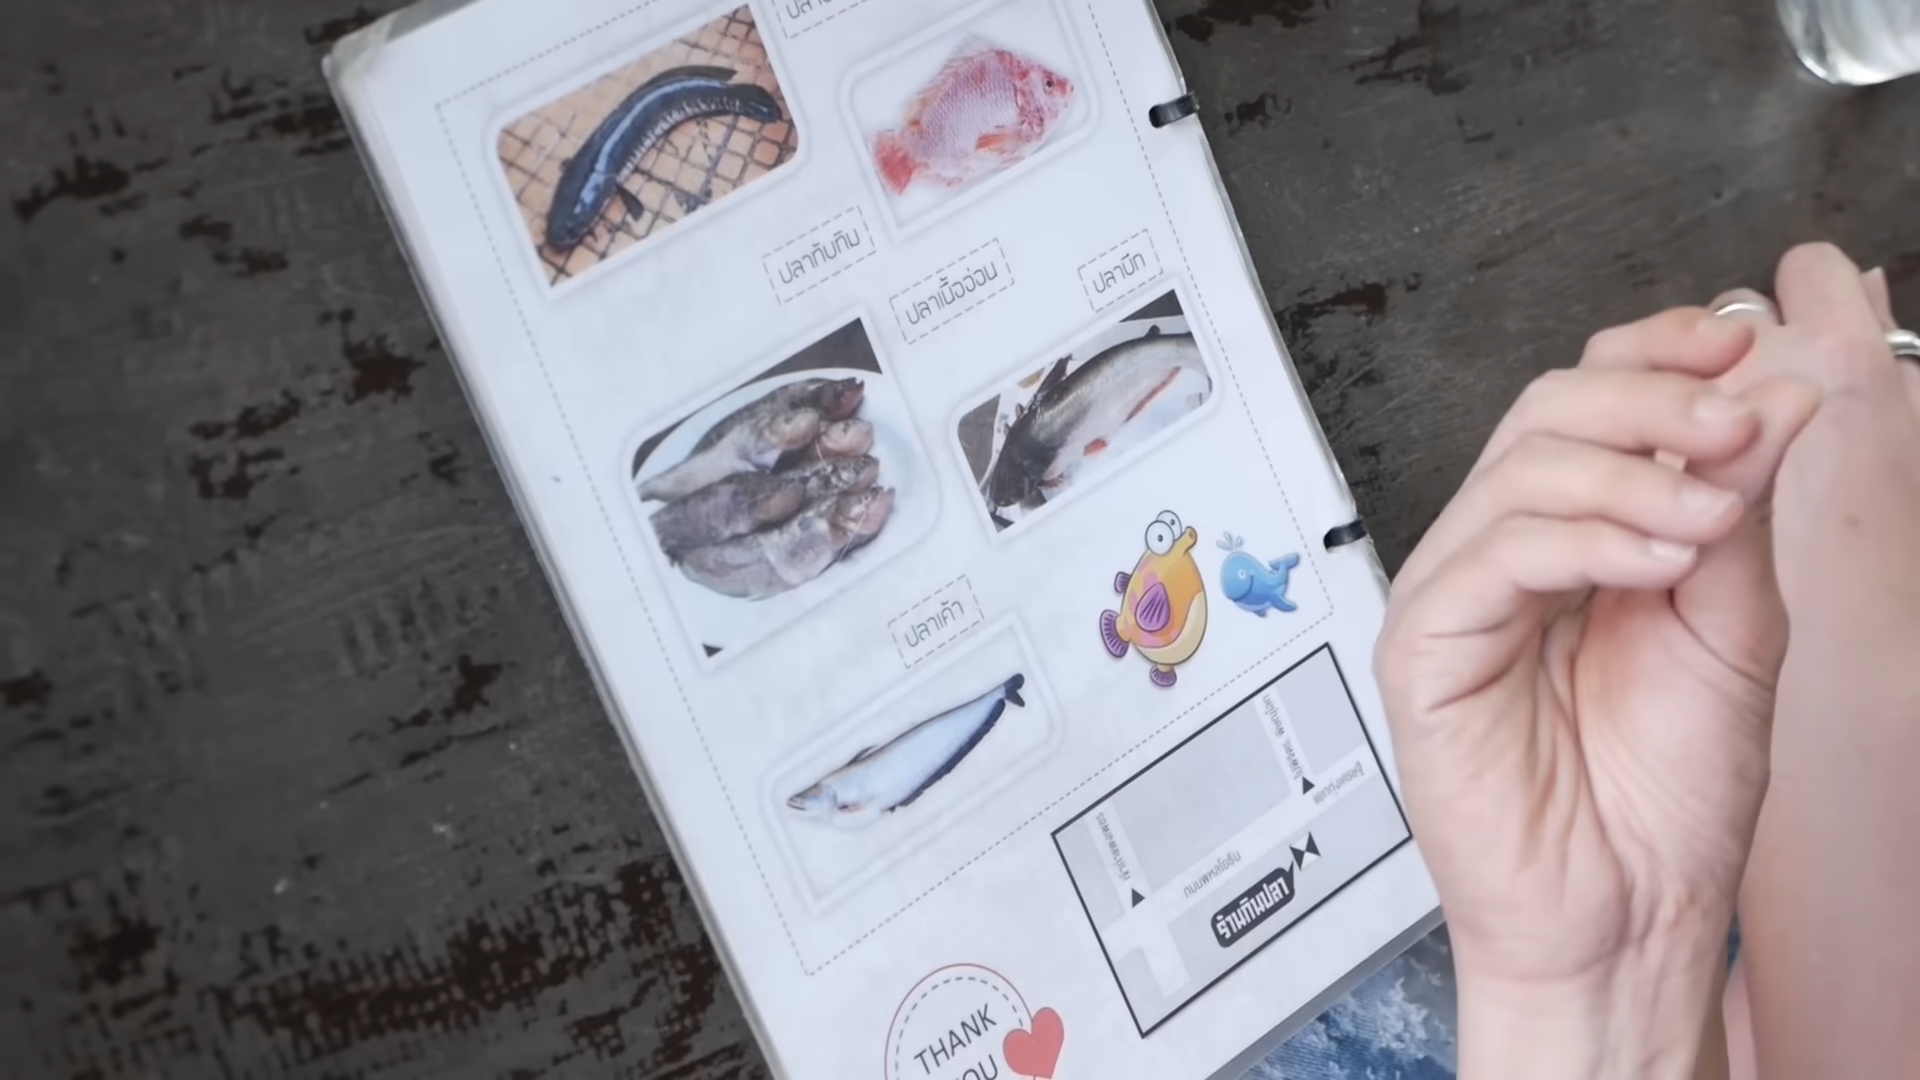 ปลาทับทิม
ปลาเนื้ออ่อน
ปลาบึก
ปลาเค้า
ถนนพหลโยธิน
ร้านกินปลา
THANK
YOU